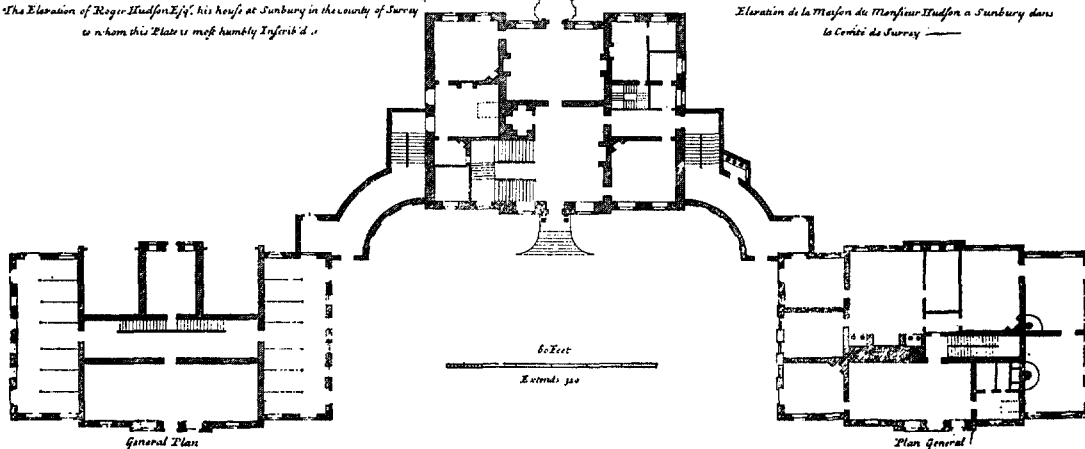 The Elevation of Roger Hudson Esqr. his house at Sunbury in the county of Surrey
to whom this Plate is most humbly Inscrib'd .
Elevation de la Maison du Monsieur Hudson a Sunbury dans
la Comté de Surrey
60 Feet
Extends 320
General Plan
Plan General